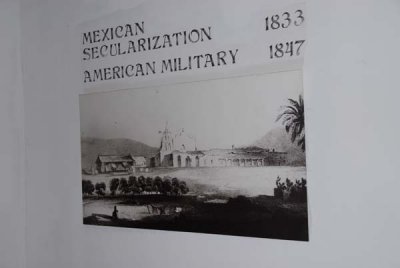 MEXICAN 1833
SECULARIZATION
AMERICAN MILITARY 1847